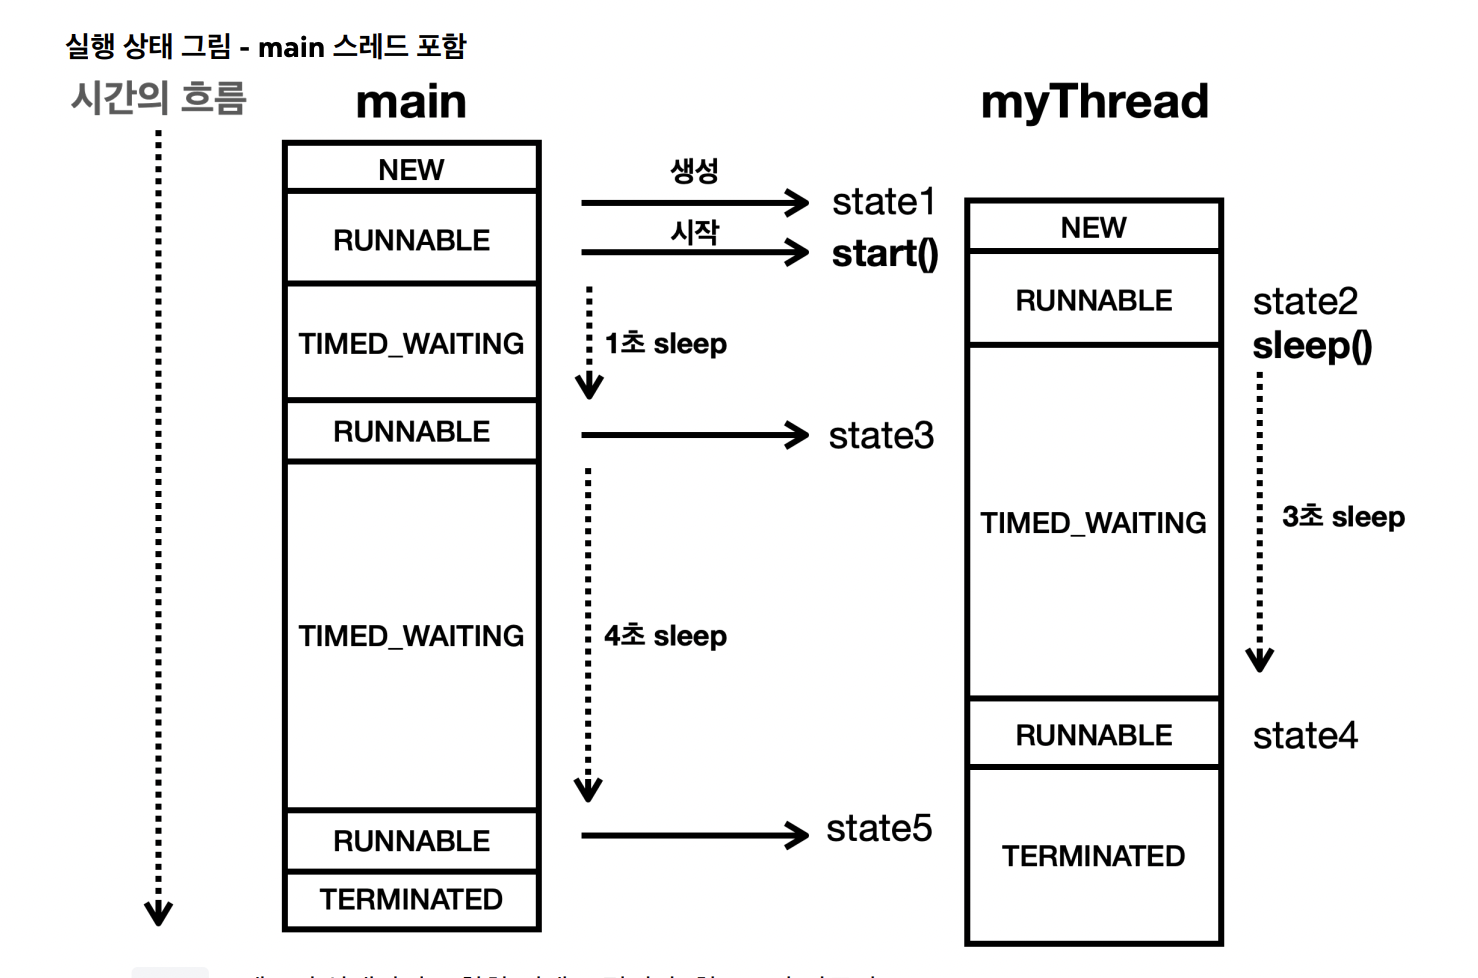 실행 상태 그림 - main 스레드 포함
시간의 흐름
main
myThread
NEW
생성
state1
NEW
RUNNABLE
시작
start()
RUNNABLE
state2
sleep()
TIMED_WAITING
1초 sleep
RUNNABLE
state3
TIMED_WAITING
3초 sleep
TIMED_WAITING
4초 sleep
RUNNABLE
state4
RUNNABLE
state5
TERMINATED
TERMINATED